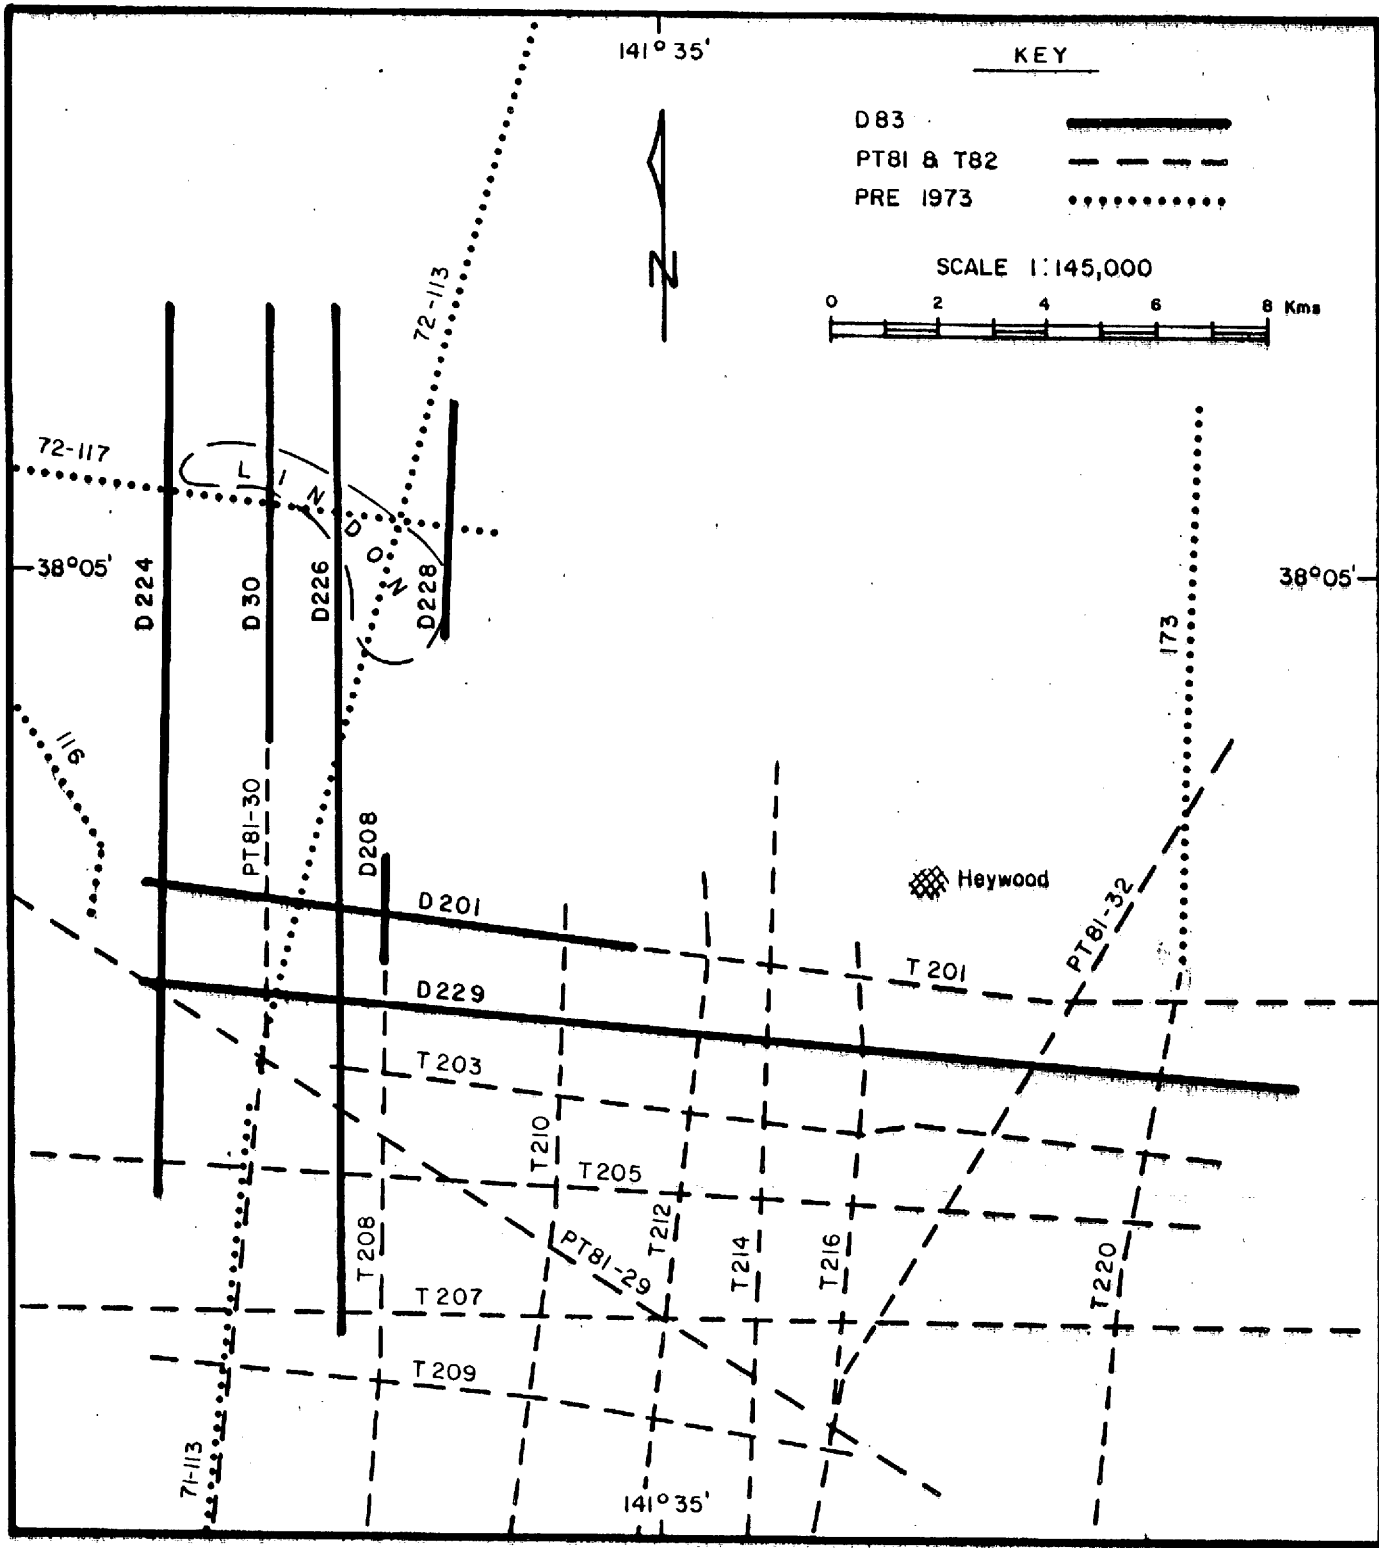 141° 35'
KEY
D83
PT81 & T82
PRE 1973
N
SCALE 1:145,000
0 2 4 6 8 Kms
72-113
72-117
LINDON
38°05'
38°05'
D224
D30
D226
D228
173
116
PT81-30
D208
Heywood
D201
T201
PT81-32
D229
T203
T210
T205
T208
PT81-29
T212
T214
T216
T220
T207
T209
71-113
141° 35'